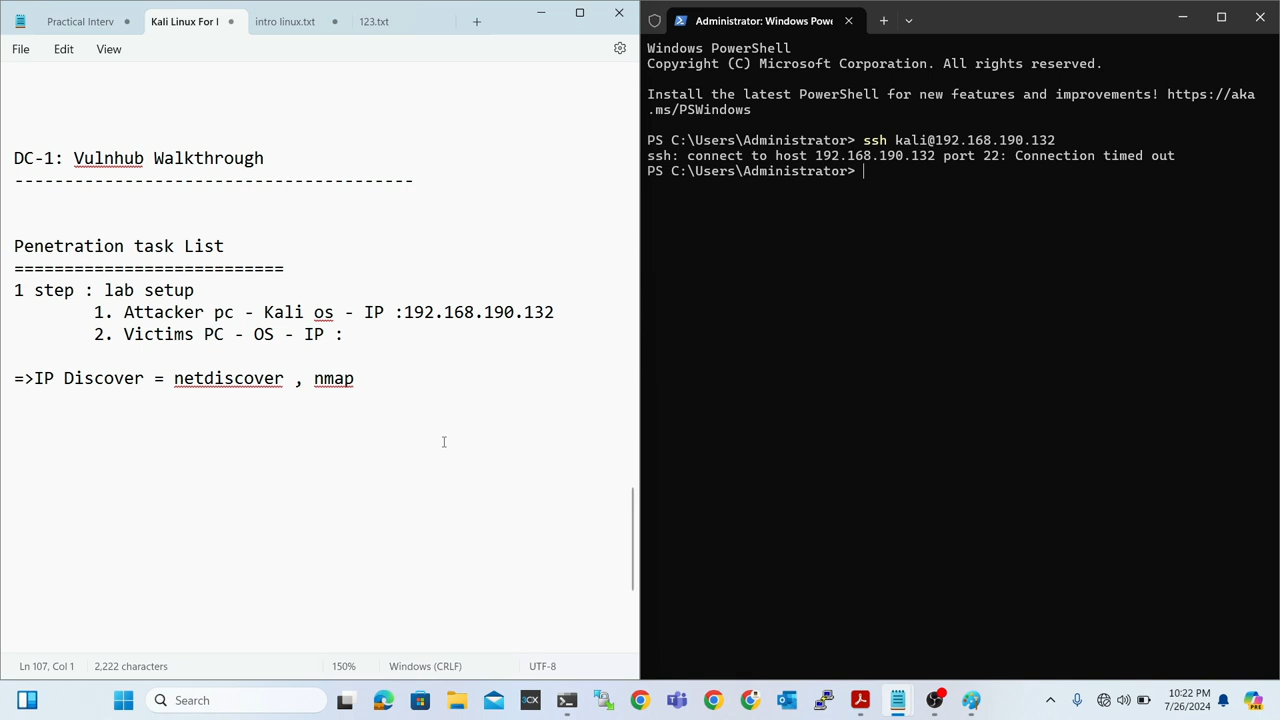 Practical Interv
Kali Linux For I
intro linux.txt
123.txt
File
Edit
View
DC-1: Vulnhub Walkthrough
----------------------------------------
Penetration task List
===========================
1 step : lab setup
1. Attacker pc - Kali os - IP :192.168.190.132
2. Victims PC - OS - IP :
=>IP Discover = netdiscover , nmap
Ln 107, Col 1
2,222 characters
150%
Windows (CRLF)
UTF-8
Administrator: Windows Pow
Windows PowerShell
Copyright (C) Microsoft Corporation. All rights reserved.
Install the latest PowerShell for new features and improvements! https://aka
.ms/PSWindows
PS C:\Users\Administrator> ssh kali@192.168.190.132
ssh: connect to host 192.168.190.132 port 22: Connection timed out
PS C:\Users\Administrator>
Search
10:22 PM
7/26/2024